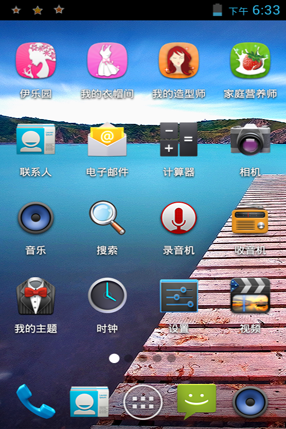 下午 6:33
伊乐园 我的衣帽间 我的造型师 家庭营养师
联系人 电子邮件 计算器 相机
音乐 搜索 录音机 收音机
我的主题 时钟 设置 视频